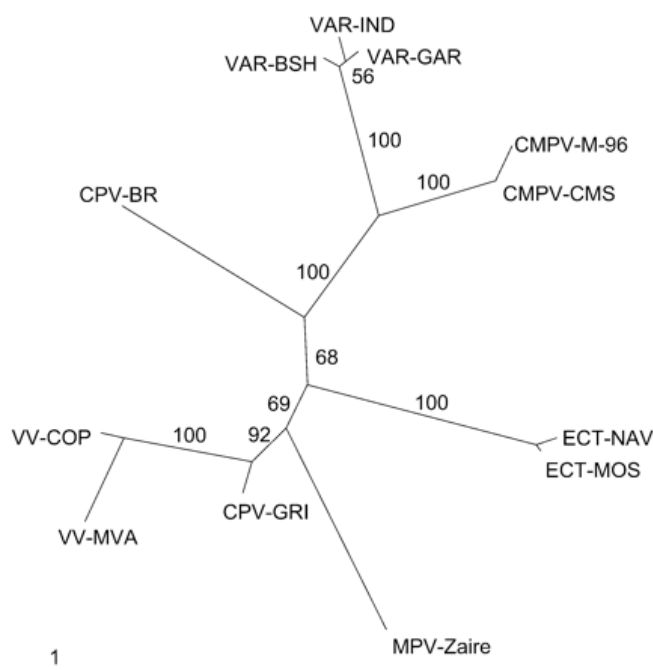 VAR-IND
VAR-BSH
VAR-GAR
56
100
CMPV-M-96
100
CMPV-CMS
CPV-BR
100
68
69
100
ECT-NAV
VV-COP
100
92
ECT-MOS
CPV-GRI
VV-MVA
MPV-Zaire
1